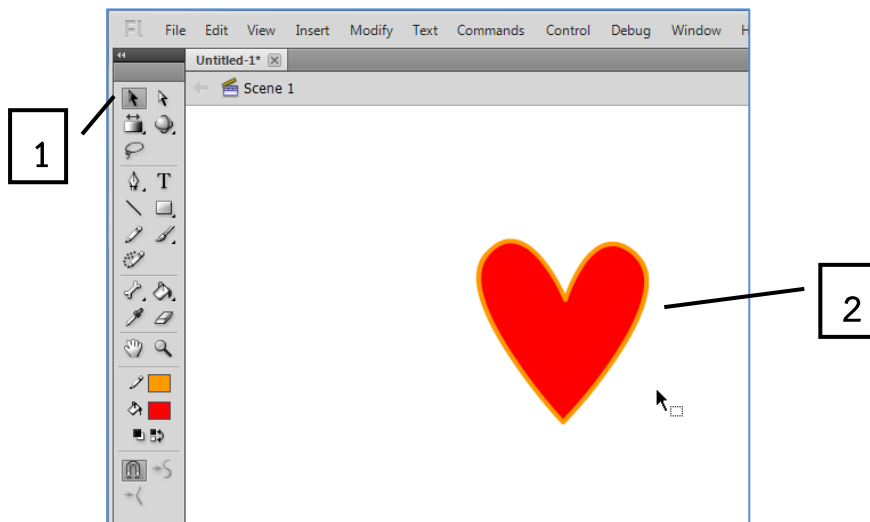 Fl File Edit View Insert Modify Text Commands Control Debug Window H
Untitled-1*
Scene 1
1
T
2